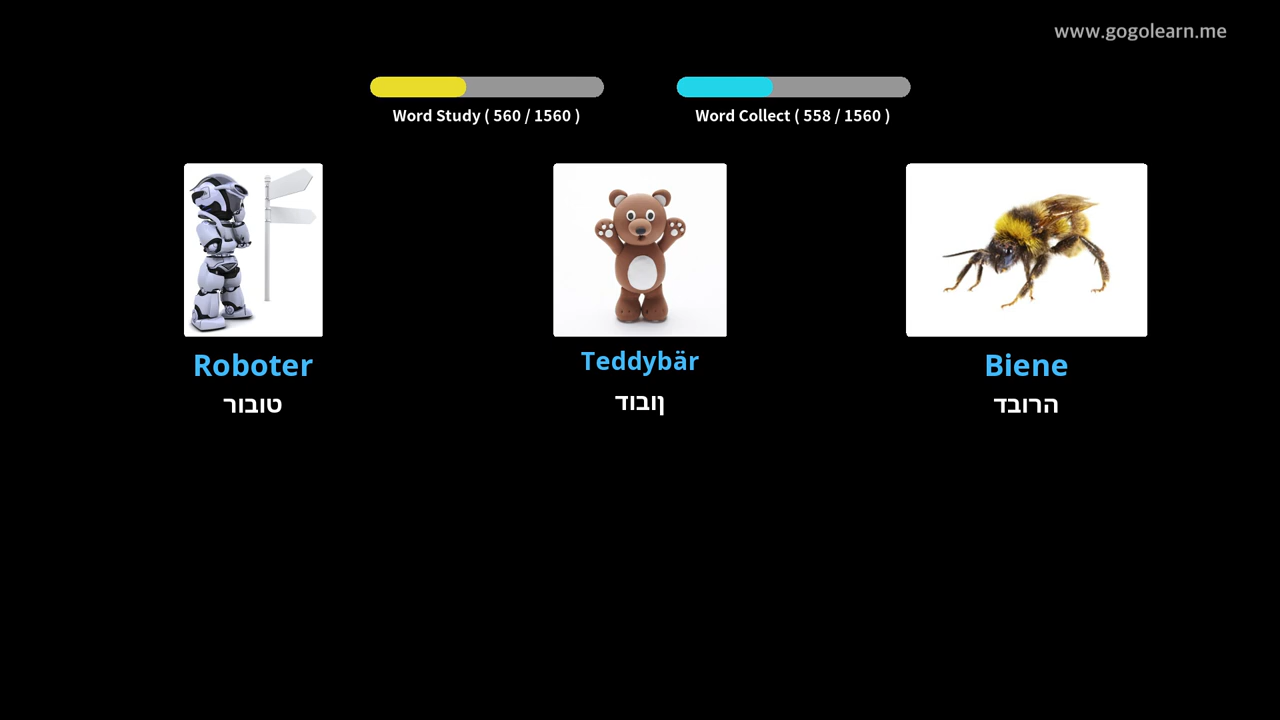 www.gogolearn.me
Word Study ( 560 / 1560 )
Word Collect ( 558 / 1560 )
Roboter
טובור
Teddybär
ןובוד
Biene
הרובד